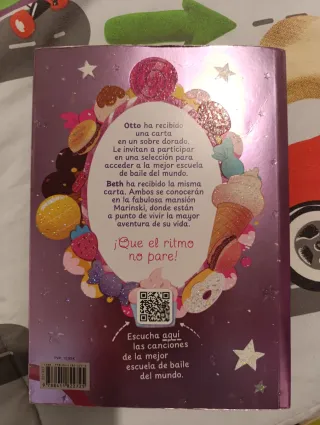 Otto ha recibido
una carta
en un sobre dorado.
Le invitan a participar
en una selección para
acceder a la mejor escuela
de baile del mundo.
Beth ha recibido la misma
carta. Ambos se conocerán
en la fabulosa mansión
Marinski, donde están
a punto de vivir la mayor
aventura de su vida.
¡Que el ritmo
no pare!
Escucha aquí
las canciones
de la mejor
escuela de baile
del mundo.